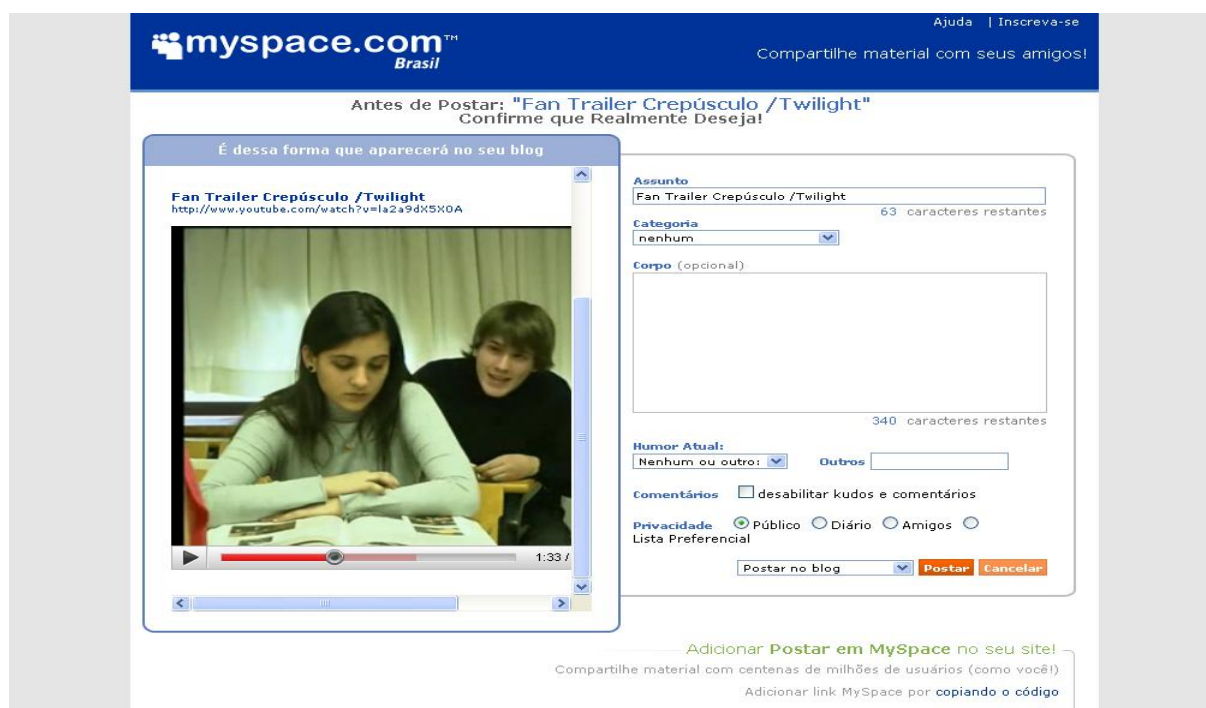 Ajuda | Inscreva-se
myspace.com™
Brasil
Compartilhe material com seus amigos!
Antes de Postar: "Fan Trailer Crepúsculo /Twilight"
Confirme que Realmente Deseja!
É dessa forma que aparecerá no seu blog
Fan Trailer Crepúsculo /Twilight
http://www.youtube.com/watch?v=la2a9dX5X0A
1:33 /
Assunto
Fan Trailer Crepúsculo /Twilight
63 caracteres restantes
Categoria
nenhum
Corpo (opcional)
340 caracteres restantes
Humor Atual:
Nenhum ou outro: Outros
Comentários desabilitar kudos e comentários
Privacidade Público Diário Amigos
Lista Preferencial
Postar no blog Postar Cancelar
Adicionar Postar em MySpace no seu site!
Compartilhe material com centenas de milhões de usuários (como você!)
Adicionar link MySpace por copiando o código